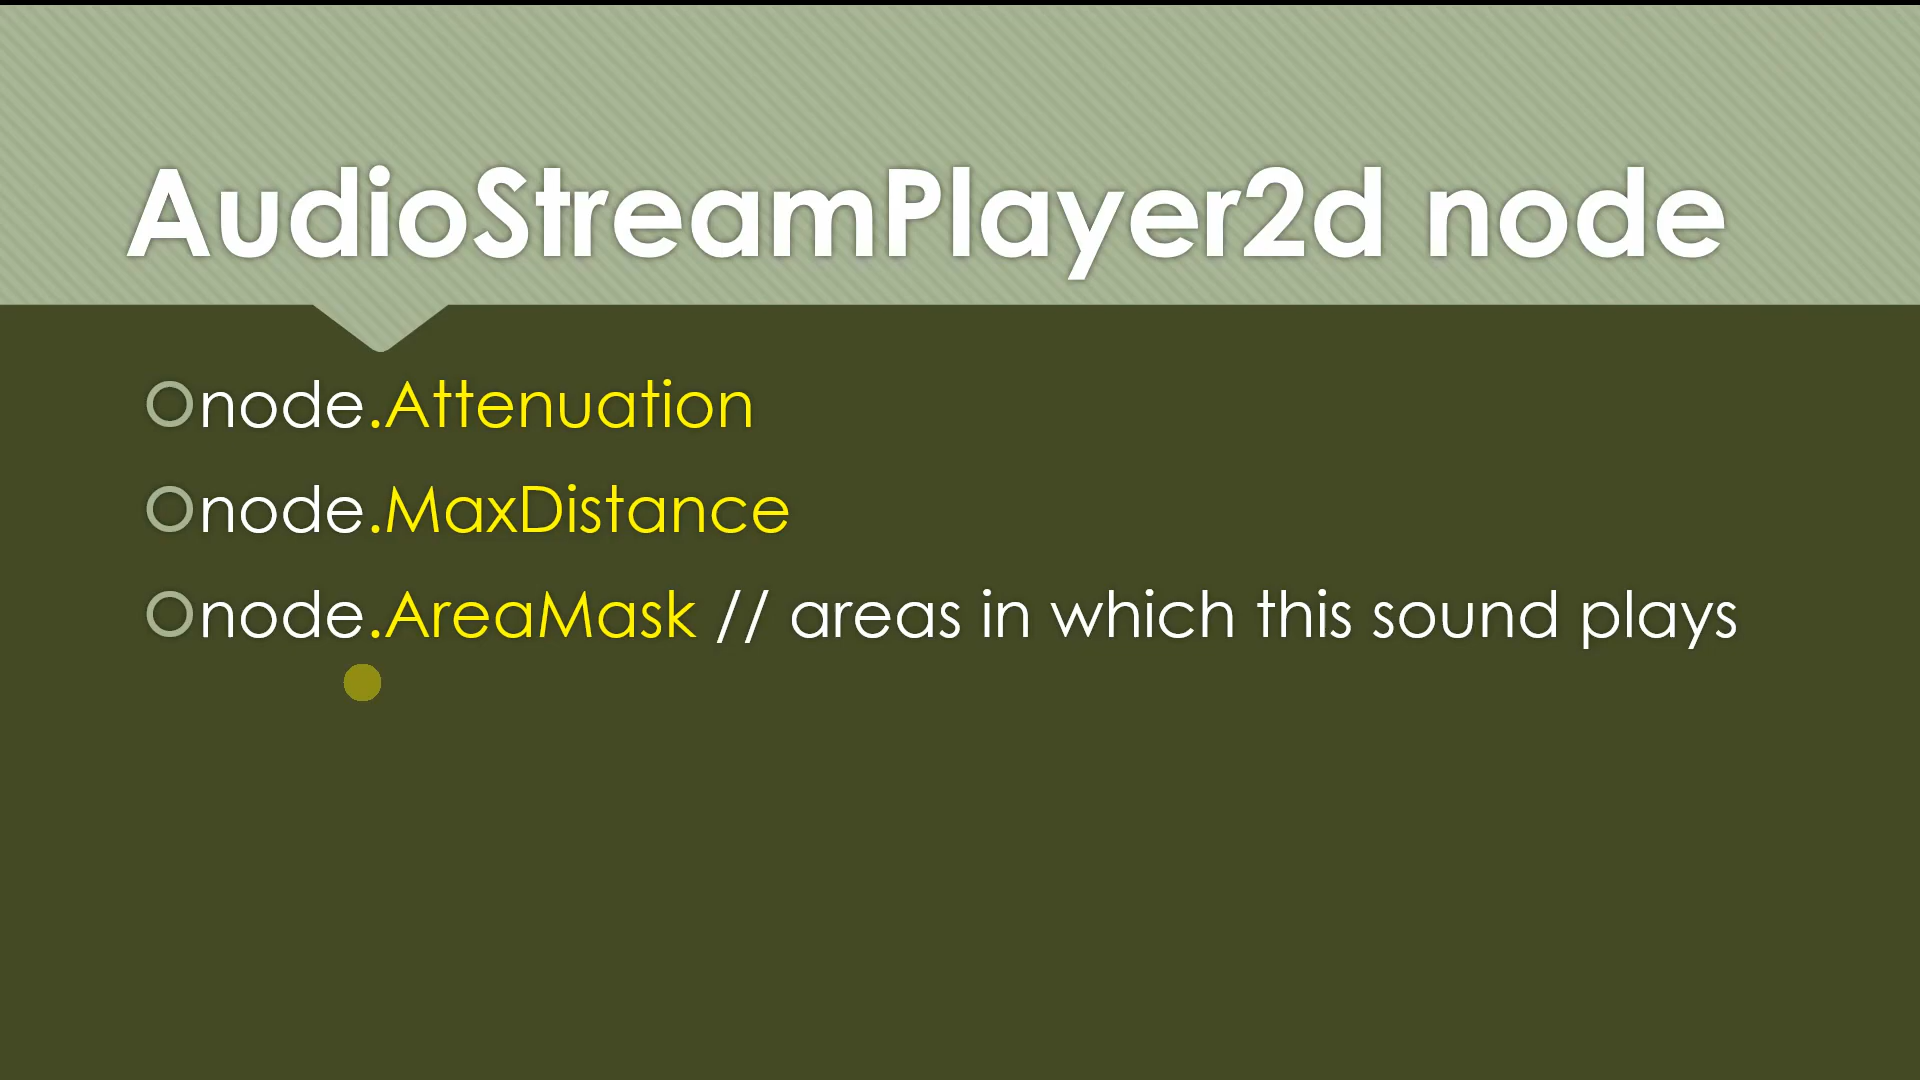 AudioStreamPlayer2d node
node.Attenuation
node.MaxDistance
node.AreaMask // areas in which this sound plays